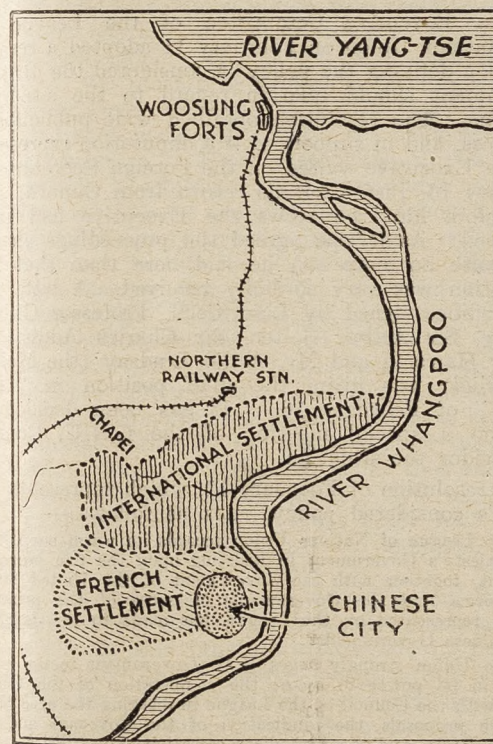 RIVER YANG-TSE
WOOSUNG
FORTS
NORTHERN
RAILWAY STN.
CHAPEI
INTERNATIONAL SETTLEMENT
RIVER WHANGPOO
FRENCH
SETTLEMENT
CHINESE
CITY